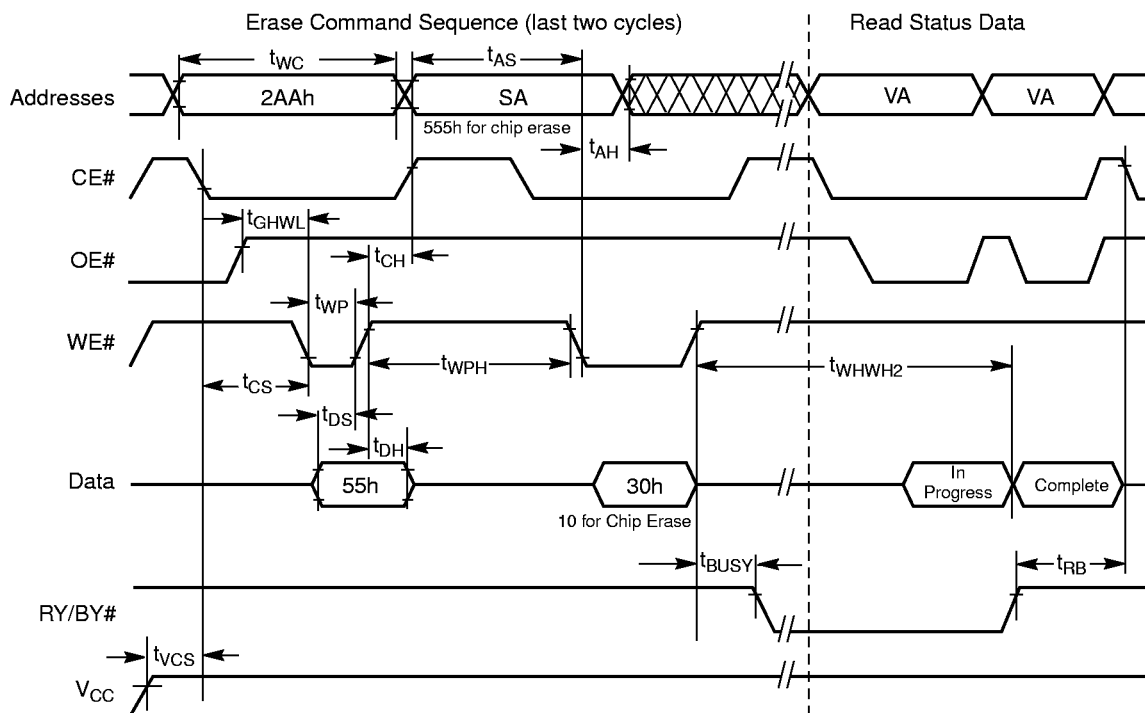 Erase Command Sequence (last two cycles)
Read Status Data
tWC
tAS
Addresses
2AAh
SA
VA
VA
555h for chip erase
tAH
CE#
tGHWL
OE#
tCH
tWP
WE#
tWPH
tWHWH2
tCS
tDS
tDH
Data
55h
30h
In
Progress
Complete
10 for Chip Erase
tBUSY
tRB
RY/BY#
tVCS
VCC